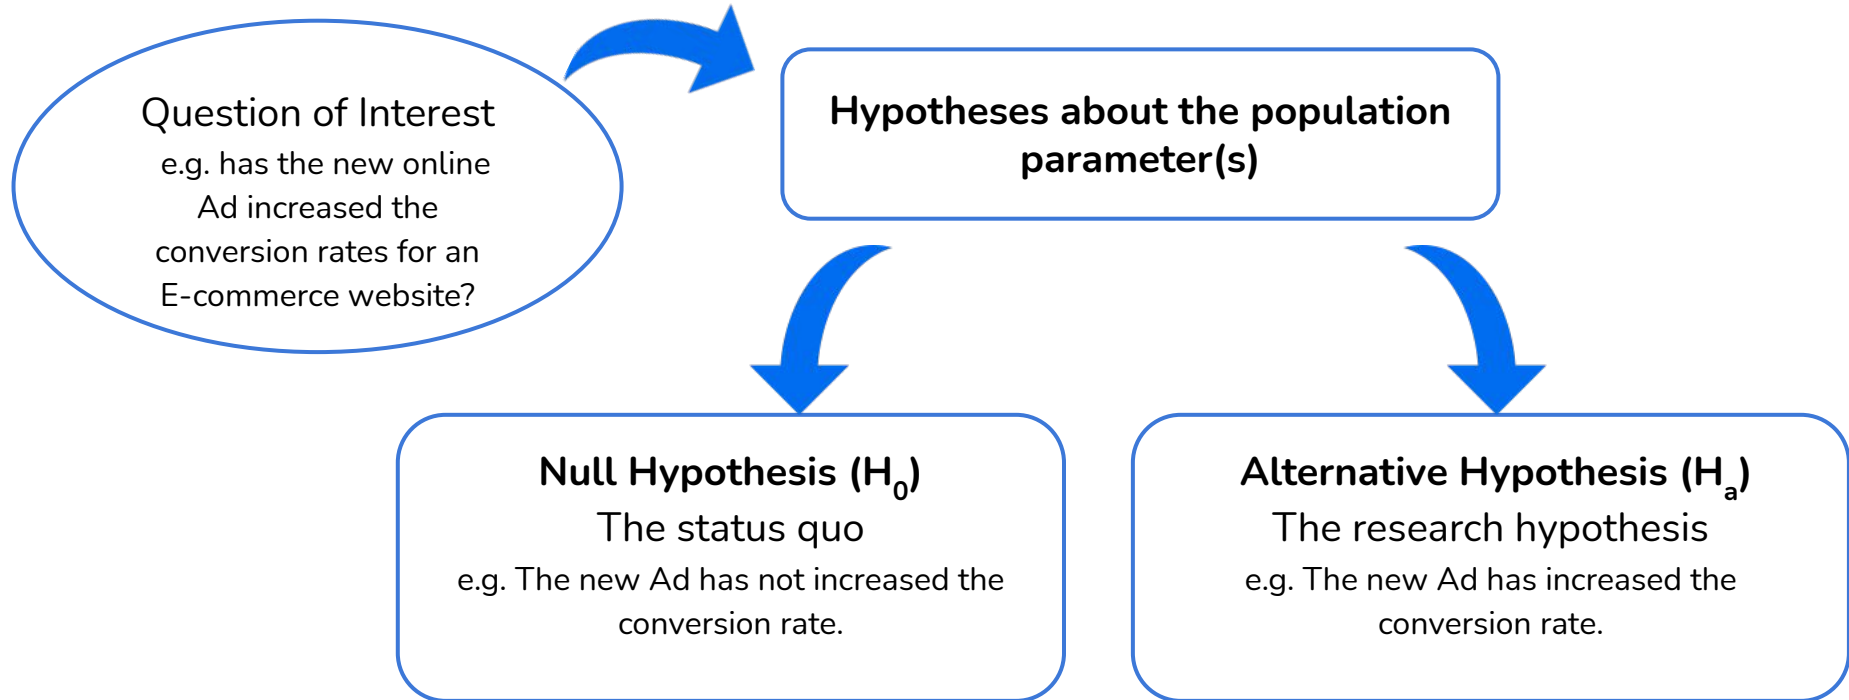 Question of Interest
e.g. has the new online
Ad increased the
conversion rates for an
E-commerce website?
Hypotheses about the population
parameter(s)
Null Hypothesis (H0)
The status quo
e.g. The new Ad has not increased the
conversion rate.
Alternative Hypothesis (Ha)
The research hypothesis
e.g. The new Ad has increased the
conversion rate.